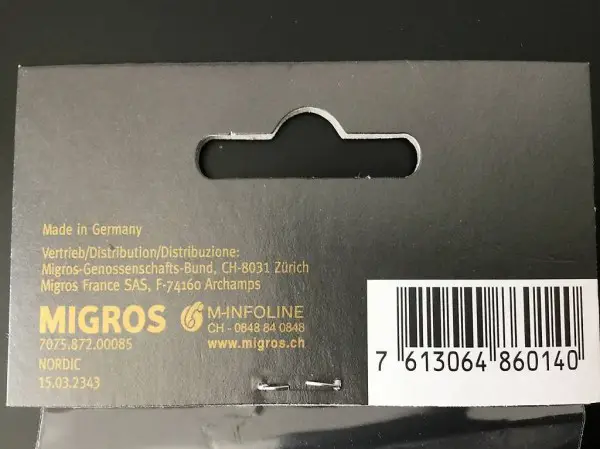 Made in Germany
Vertrieb/Distribution/Distribuzione:
Migros-Genossenschafts-Bund, CH-8031 Zürich
Migros France SAS, F-74160 Archamps
MIGROS
7075.872.00085
NORDIC
15.03.2343
M-INFOLINE
CH - 0848 84 0848
www.migros.ch
7 613064 860140